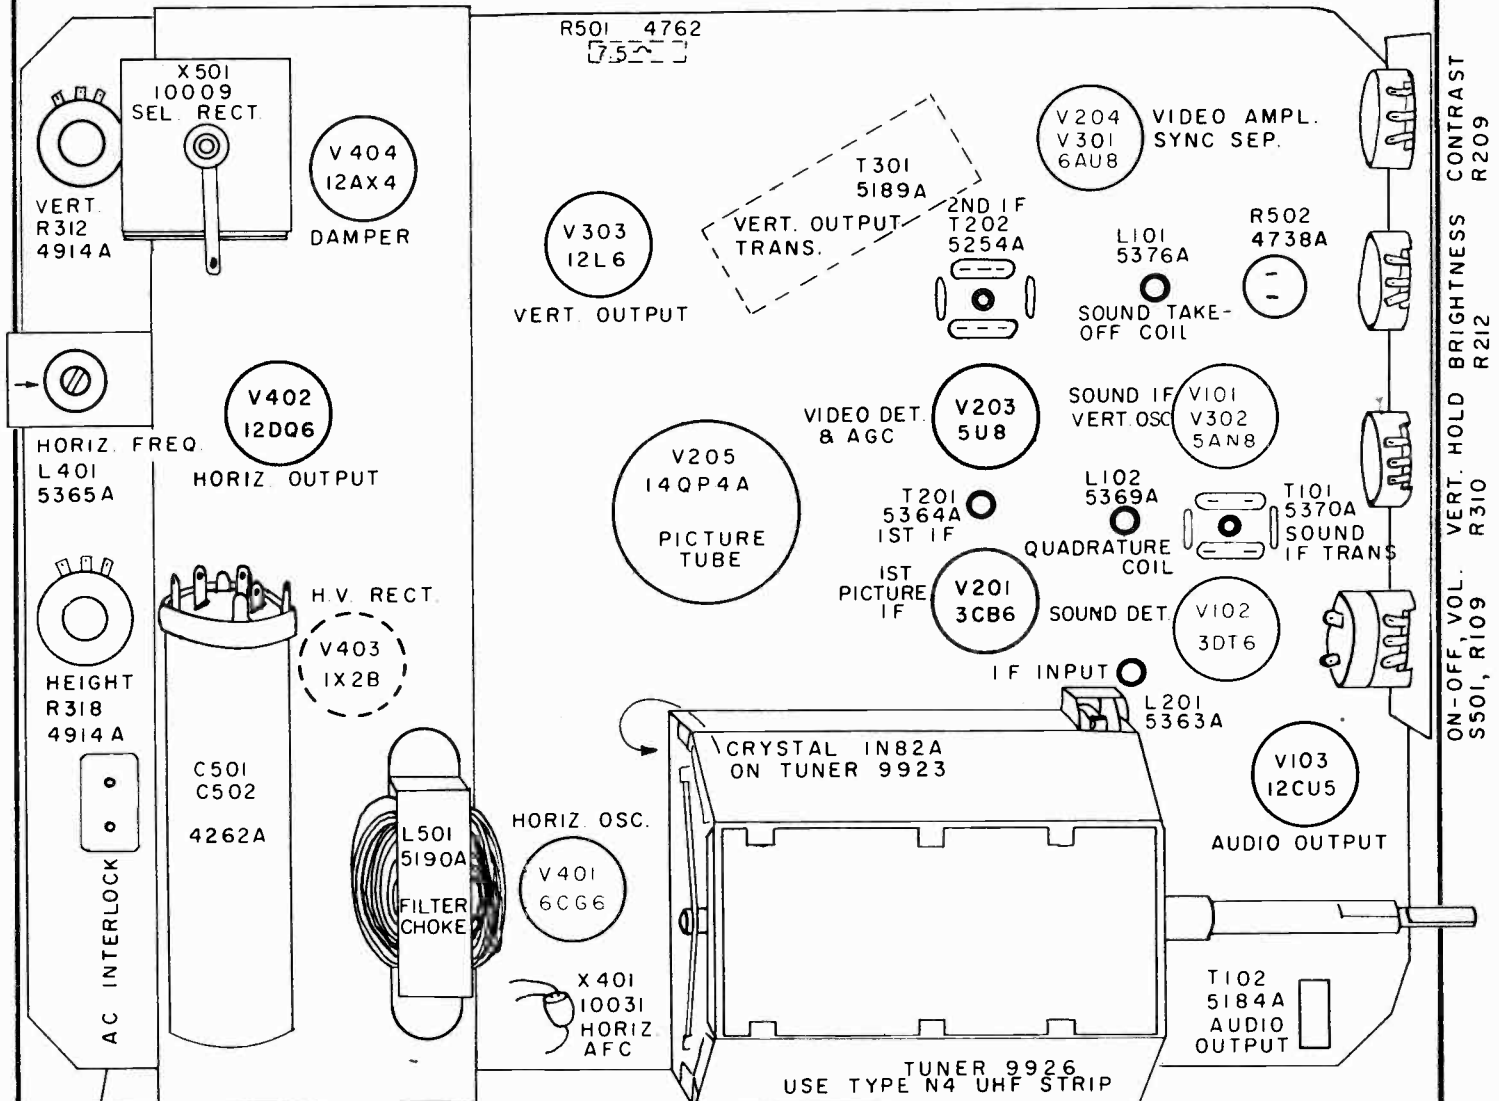 R501 4762
7.5
X501
10009
SEL. RECT.
V404
12AX4
DAMPER
VERT.
R312
4914A
V303
12L6
VERT. OUTPUT
T301
5189A
VERT. OUTPUT
TRANS.
V204
V301
6AU8
VIDEO AMPL.
SYNC SEP.
2ND IF
T202
5254A
L101
5376A
SOUND TAKE-
OFF COIL
R502
4738A
CONTRAST
R209
BRIGHTNESS
R212
VERT. HOLD
R310
ON-OFF, VOL.
S501, R109
HORIZ. FREQ.
L401
5365A
V402
12DQ6
HORIZ. OUTPUT
V205
14QP4A
PICTURE
TUBE
VIDEO DET.
& AGC
V203
5U8
SOUND IF
VERT. OSC
V101
V302
5AN8
T201
5364A
1ST IF
L102
5369A
QUADRATURE
COIL
T101
5370A
SOUND
IF TRANS
1ST
PICTURE
IF
V201
3CB6
SOUND DET.
V102
3DT6
IF INPUT
L201
5363A
H.V. RECT.
V403
1X2B
HEIGHT
R318
4914A
C501
C502
4262A
AC INTERLOCK
L501
5190A
FILTER
CHOKE
HORIZ. OSC.
V401
6CG6
X401
10031
HORIZ.
AFC
CRYSTAL IN82A
ON TUNER 9923
V103
12CU5
AUDIO OUTPUT
T102
5184A
AUDIO
OUTPUT
TUNER 9926
USE TYPE N4 UHF STRIP